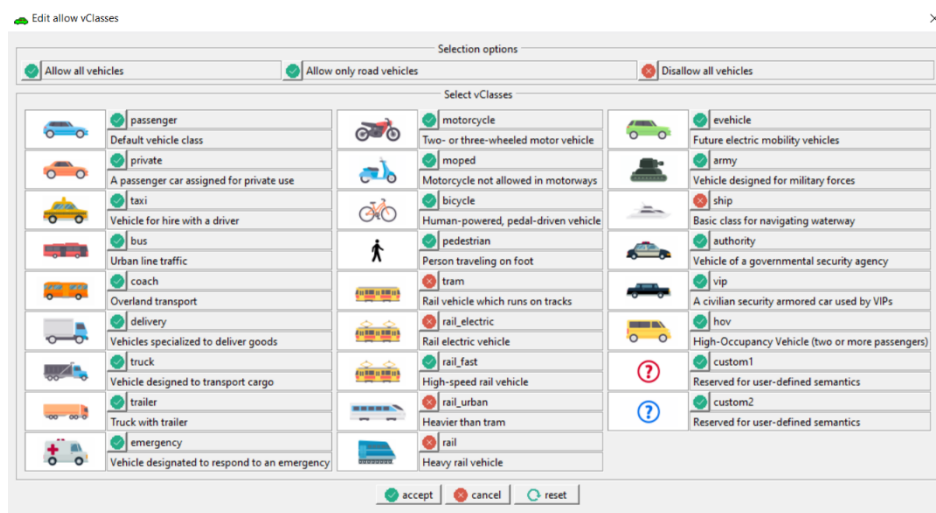 Edit allow vClasses
Selection options
Allow all vehicles
Allow only road vehicles
Disallow all vehicles
Select vClasses
passenger
Default vehicle class
private
A passenger car assigned for private use
taxi
Vehicle for hire with a driver
bus
Urban line traffic
coach
Overland transport
delivery
Vehicles specialized to deliver goods
truck
Vehicle designed to transport cargo
trailer
Truck with trailer
emergency
Vehicle designated to respond to an emergency
motorcycle
Two- or three-wheeled motor vehicle
moped
Motorcycle not allowed in motorways
bicycle
Human-powered, pedal-driven vehicle
pedestrian
Person traveling on foot
tram
Rail vehicle which runs on tracks
rail_electric
Rail electric vehicle
rail_fast
High-speed rail vehicle
rail_urban
Heavier than tram
rail
Heavy rail vehicle
evehicle
Future electric mobility vehicles
army
Vehicle designed for military forces
ship
Basic class for navigating waterway
authority
Vehicle of a governmental security agency
vip
A civilian security armored car used by VIPs
hov
High-Occupancy Vehicle (two or more passengers)
custom1
Reserved for user-defined semantics
custom2
Reserved for user-defined semantics
accept
cancel
reset